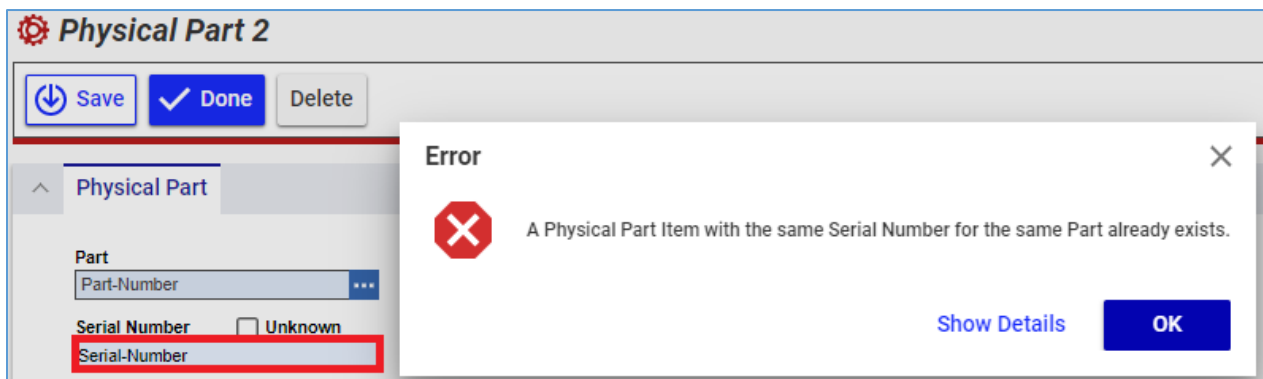 Physical Part 2
Save Done Delete
Error
Physical Part
A Physical Part Item with the same Serial Number for the same Part already exists.
Part
Part-Number
Serial Number Unknown
Serial-Number
Show Details OK